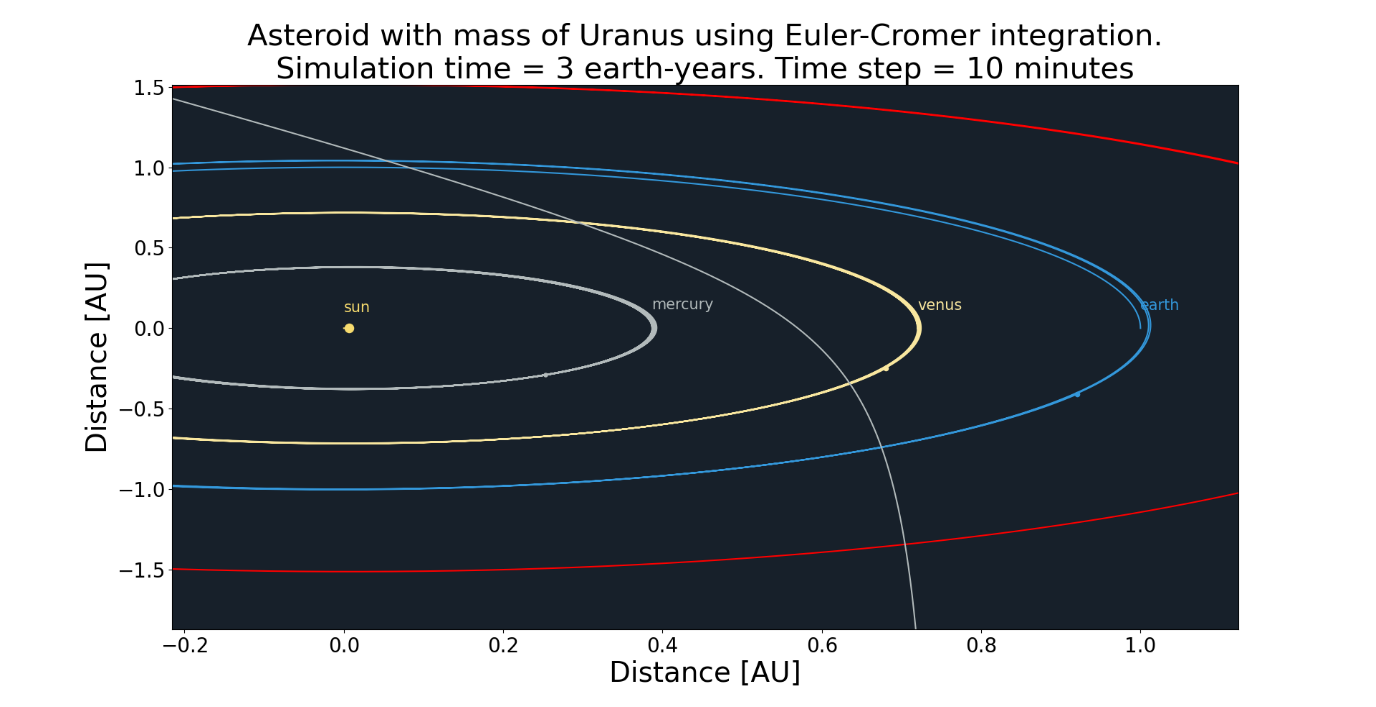 Asteroid with mass of Uranus using Euler-Cromer integration.
Simulation time = 3 earth-years. Time step = 10 minutes
1.5
1.0
0.5
0.0
−0.5
−1.0
−1.5
Distance [AU]
sun
mercury
venus
earth
−0.2
0.0
0.2
0.4
0.6
0.8
1.0
Distance [AU]